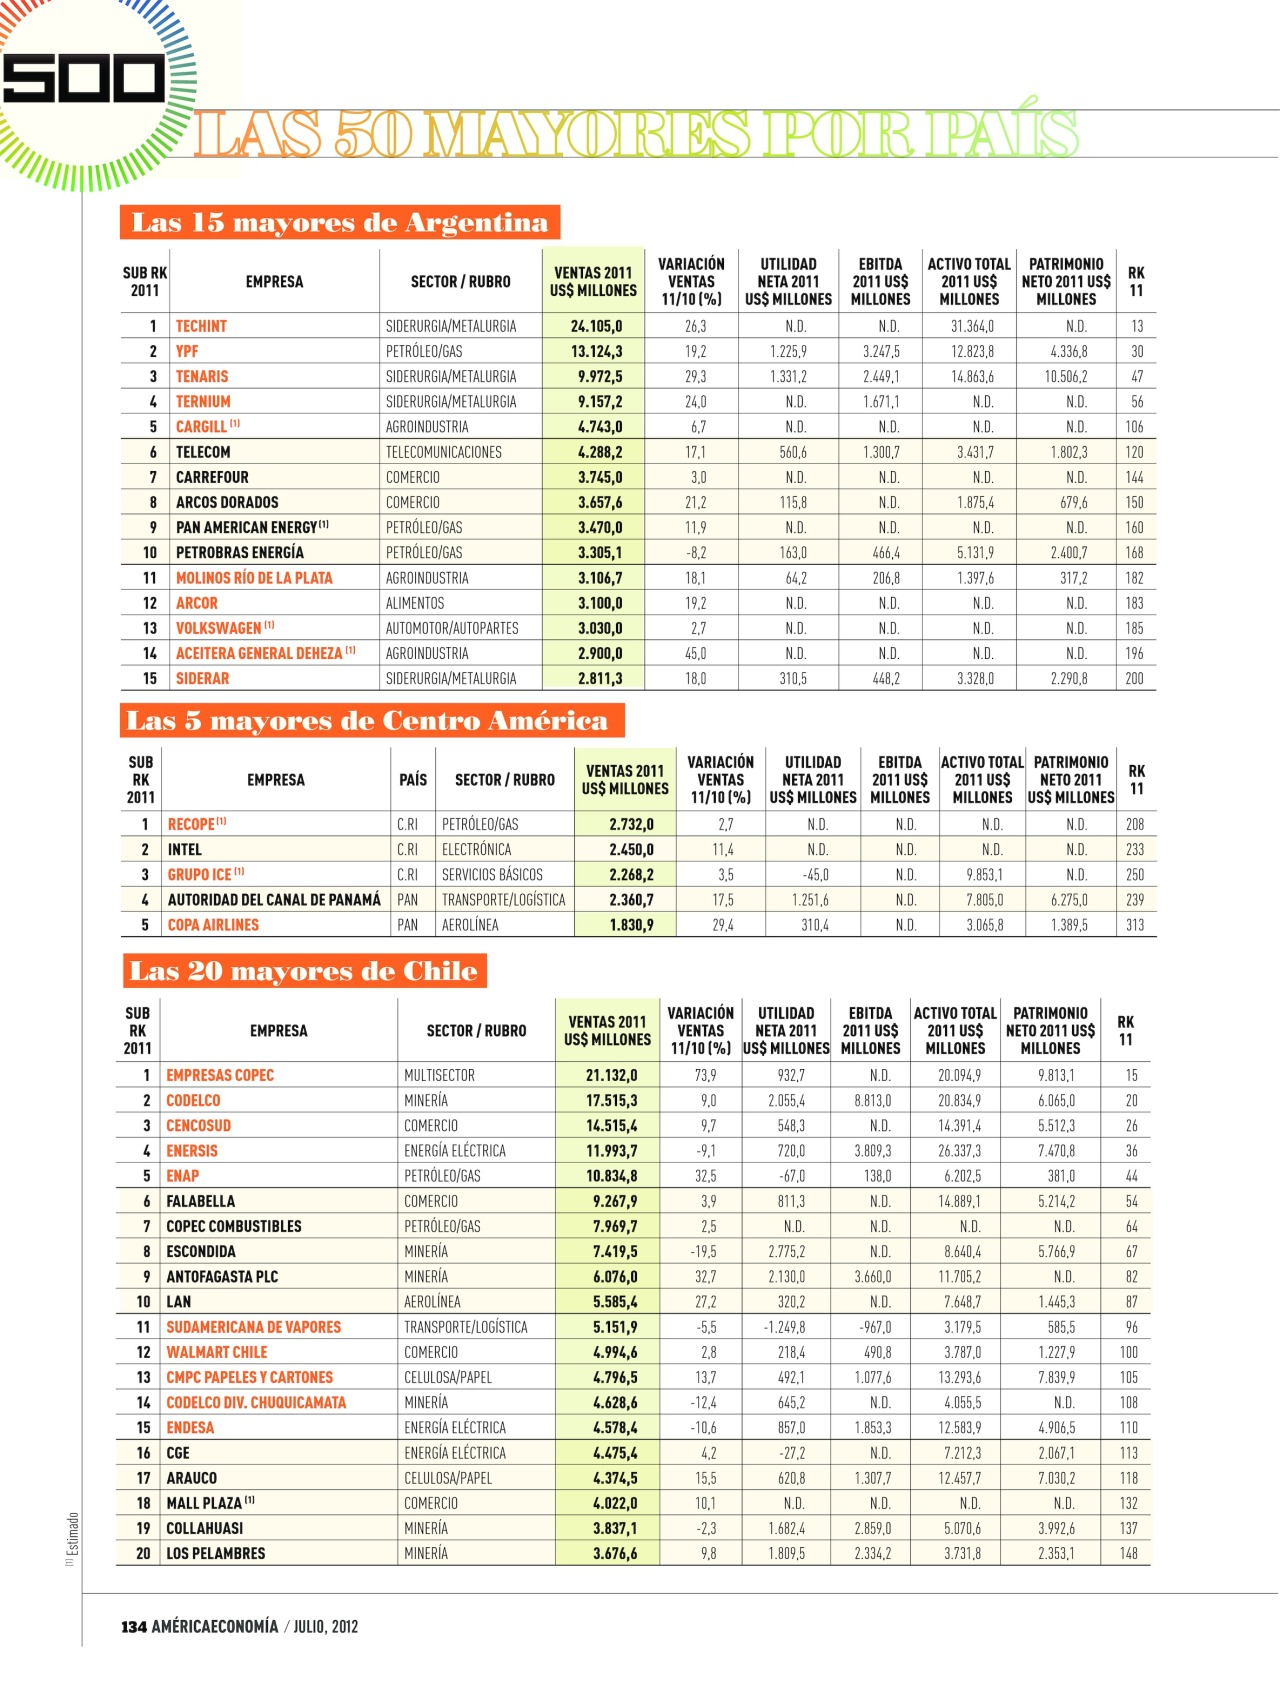 500
LAS 50 MAYORES POR PAÍS
Las 15 mayores de Argentina
SUB RK 2011 EMPRESA SECTOR / RUBRO VENTAS 2011 US$ MILLONES VARIACIÓN VENTAS 11/10 (%) UTILIDAD NETA 2011 US$ MILLONES EBITDA 2011 US$ MILLONES ACTIVO TOTAL 2011 US$ MILLONES PATRIMONIO NETO 2011 US$ MILLONES RK 11
1 TECHINT SIDERURGIA/METALURGIA 24.105,0 26,3 N.D. N.D. 31.364,0 N.D. 13
2 YPF PETRÓLEO/GAS 13.124,3 19,2 1.225,9 3.247,5 12.823,8 4.336,8 30
3 TENARIS SIDERURGIA/METALURGIA 9.972,5 29,3 1.331,2 2.449,1 14.863,6 10.506,2 47
4 TERNIUM SIDERURGIA/METALURGIA 9.157,2 24,0 N.D. 1.671,1 N.D. N.D. 56
5 CARGILL (1) AGROINDUSTRIA 4.743,0 6,7 N.D. N.D. N.D. N.D. 106
6 TELECOM TELECOMUNICACIONES 4.288,2 17,1 560,6 1.300,7 3.431,7 1.802,3 120
7 CARREFOUR COMERCIO 3.745,0 3,0 N.D. N.D. N.D. N.D. 144
8 ARCOS DORADOS COMERCIO 3.657,6 21,2 115,8 N.D. 1.875,4 679,6 150
9 PAN AMERICAN ENERGY (1) PETRÓLEO/GAS 3.470,0 11,9 N.D. N.D. N.D. N.D. 160
10 PETROBRAS ENERGÍA PETRÓLEO/GAS 3.305,1 -8,2 163,0 466,4 5.131,9 2.400,7 168
11 MOLINOS RÍO DE LA PLATA AGROINDUSTRIA 3.106,7 18,1 64,2 206,8 1.397,6 317,2 182
12 ARCOR ALIMENTOS 3.100,0 19,2 N.D. N.D. N.D. N.D. 183
13 VOLKSWAGEN (1) AUTOMOTOR/AUTOPARTES 3.030,0 2,7 N.D. N.D. N.D. N.D. 185
14 ACEITERA GENERAL DEHEZA (1) AGROINDUSTRIA 2.900,0 45,0 N.D. N.D. N.D. N.D. 196
15 SIDERAR SIDERURGIA/METALURGIA 2.811,3 18,0 310,5 448,2 3.328,0 2.290,8 200
Las 5 mayores de Centro América
SUB RK 2011 EMPRESA PAÍS SECTOR / RUBRO VENTAS 2011 US$ MILLONES VARIACIÓN VENTAS 11/10 (%) UTILIDAD NETA 2011 US$ MILLONES EBITDA 2011 US$ MILLONES ACTIVO TOTAL 2011 US$ MILLONES PATRIMONIO NETO 2011 US$ MILLONES RK 11
1 RECOPE (1) C.RI PETRÓLEO/GAS 2.732,0 2,7 N.D. N.D. N.D. N.D. 208
2 INTEL C.RI ELECTRÓNICA 2.450,0 11,4 N.D. N.D. N.D. N.D. 233
3 GRUPO ICE (1) C.RI SERVICIOS BÁSICOS 2.268,2 3,5 -45,0 N.D. 9.853,1 N.D. 250
4 AUTORIDAD DEL CANAL DE PANAMÁ PAN TRANSPORTE/LOGÍSTICA 2.360,7 17,5 1.251,6 N.D. 7.805,0 6.275,0 239
5 COPA AIRLINES PAN AEROLÍNEA 1.830,9 29,4 310,4 N.D. 3.065,8 1.389,5 313
Las 20 mayores de Chile
SUB RK 2011 EMPRESA SECTOR / RUBRO VENTAS 2011 US$ MILLONES VARIACIÓN VENTAS 11/10 (%) UTILIDAD NETA 2011 US$ MILLONES EBITDA 2011 US$ MILLONES ACTIVO TOTAL 2011 US$ MILLONES PATRIMONIO NETO 2011 US$ MILLONES RK 11
1 EMPRESAS COPEC MULTISECTOR 21.132,0 73,9 932,7 N.D. 20.094,9 9.813,1 15
2 CODELCO MINERÍA 17.515,3 9,0 2.055,4 8.813,0 20.834,9 6.065,0 20
3 CENCOSUD COMERCIO 14.515,4 9,7 548,3 N.D. 14.391,4 5.512,3 26
4 ENERSIS ENERGÍA ELÉCTRICA 11.993,7 -9,1 720,0 3.809,3 26.337,3 7.470,8 36
5 ENAP PETRÓLEO/GAS 10.834,8 32,5 -67,0 138,0 6.202,5 381,0 44
6 FALABELLA COMERCIO 9.267,9 3,9 811,3 N.D. 14.889,1 5.214,2 54
7 COPEC COMBUSTIBLES PETRÓLEO/GAS 7.969,7 2,5 N.D. N.D. N.D. N.D. 64
8 ESCONDIDA MINERÍA 7.419,5 -19,5 2.775,2 N.D. 8.640,4 5.766,9 67
9 ANTOFAGASTA PLC MINERÍA 6.076,0 32,7 2.130,0 3.660,0 11.705,2 N.D. 82
10 LAN AEROLÍNEA 5.585,4 27,2 320,2 N.D. 7.648,7 1.445,3 87
11 SUDAMERICANA DE VAPORES TRANSPORTE/LOGÍSTICA 5.151,9 -5,5 -1.249,8 -967,0 3.179,5 585,5 96
12 WALMART CHILE COMERCIO 4.994,6 2,8 218,4 490,8 3.787,0 1.227,9 100
13 CMPC PAPELES Y CARTONES CELULOSA/PAPEL 4.796,5 13,7 492,1 1.077,6 13.293,6 7.839,9 105
14 CODELCO DIV. CHUQUICAMATA MINERÍA 4.628,6 -12,4 645,2 N.D. 4.055,5 N.D. 108
15 ENDESA ENERGÍA ELÉCTRICA 4.578,4 -10,6 857,0 1.853,3 12.583,9 4.906,5 110
16 CGE ENERGÍA ELÉCTRICA 4.475,4 4,2 -27,2 N.D. 7.212,3 2.067,1 113
17 ARAUCO CELULOSA/PAPEL 4.374,5 15,5 620,8 1.307,7 12.457,7 7.030,2 118
18 MALL PLAZA (1) COMERCIO 4.022,0 10,1 N.D. N.D. N.D. N.D. 132
19 COLLAHUASI MINERÍA 3.837,1 -2,3 1.682,4 2.859,0 5.070,6 3.992,6 137
20 LOS PELAMBRES MINERÍA 3.676,6 9,8 1.809,5 2.334,2 3.731,8 2.353,1 148
(1) Estimado
134 AMÉRICAECONOMÍA / JULIO, 2012